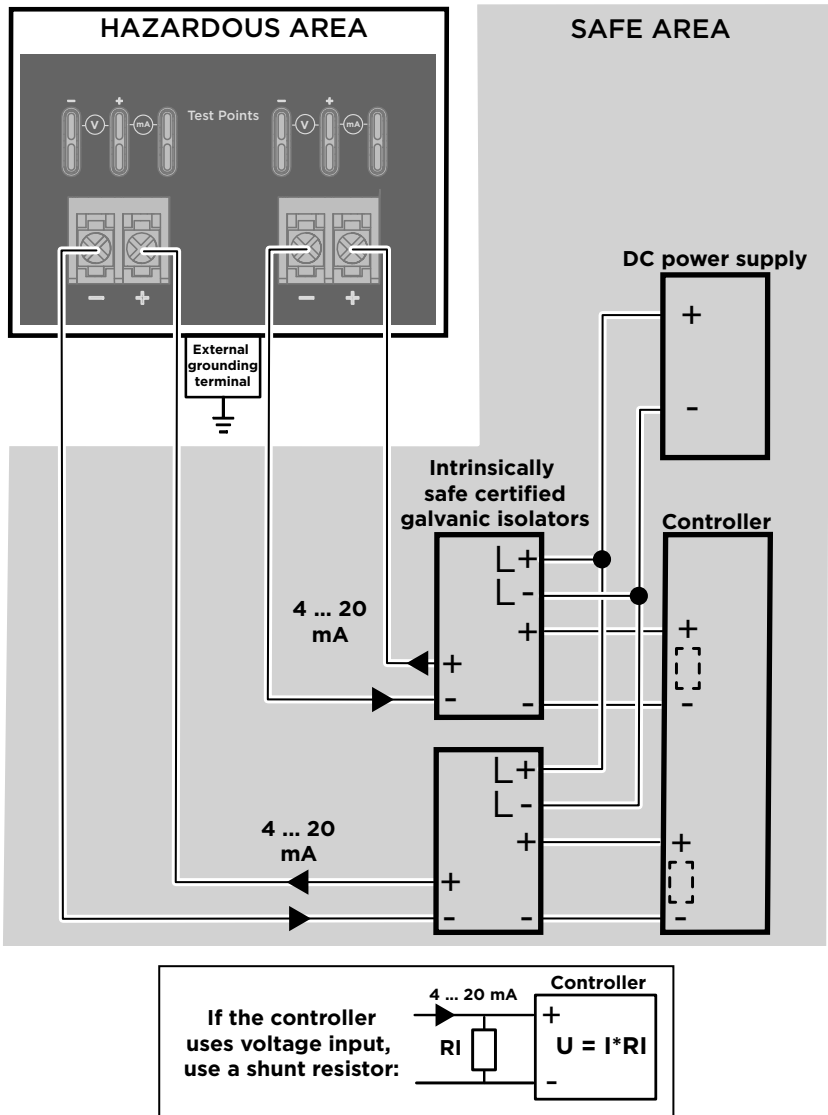 HAZARDOUS AREA
SAFE AREA
- + - +
V mA Test Points V mA
- + - +
External
grounding
terminal
DC power supply
+
-
Intrinsically
safe certified
galvanic isolators
Controller
L+
L-
+ +
4 ... 20
mA
+
- - -
L+
L-
+ +
4 ... 20
mA
+
- - -
If the controller
uses voltage input,
use a shunt resistor:
4 ... 20 mA
RI
Controller
+
U = I*RI
-